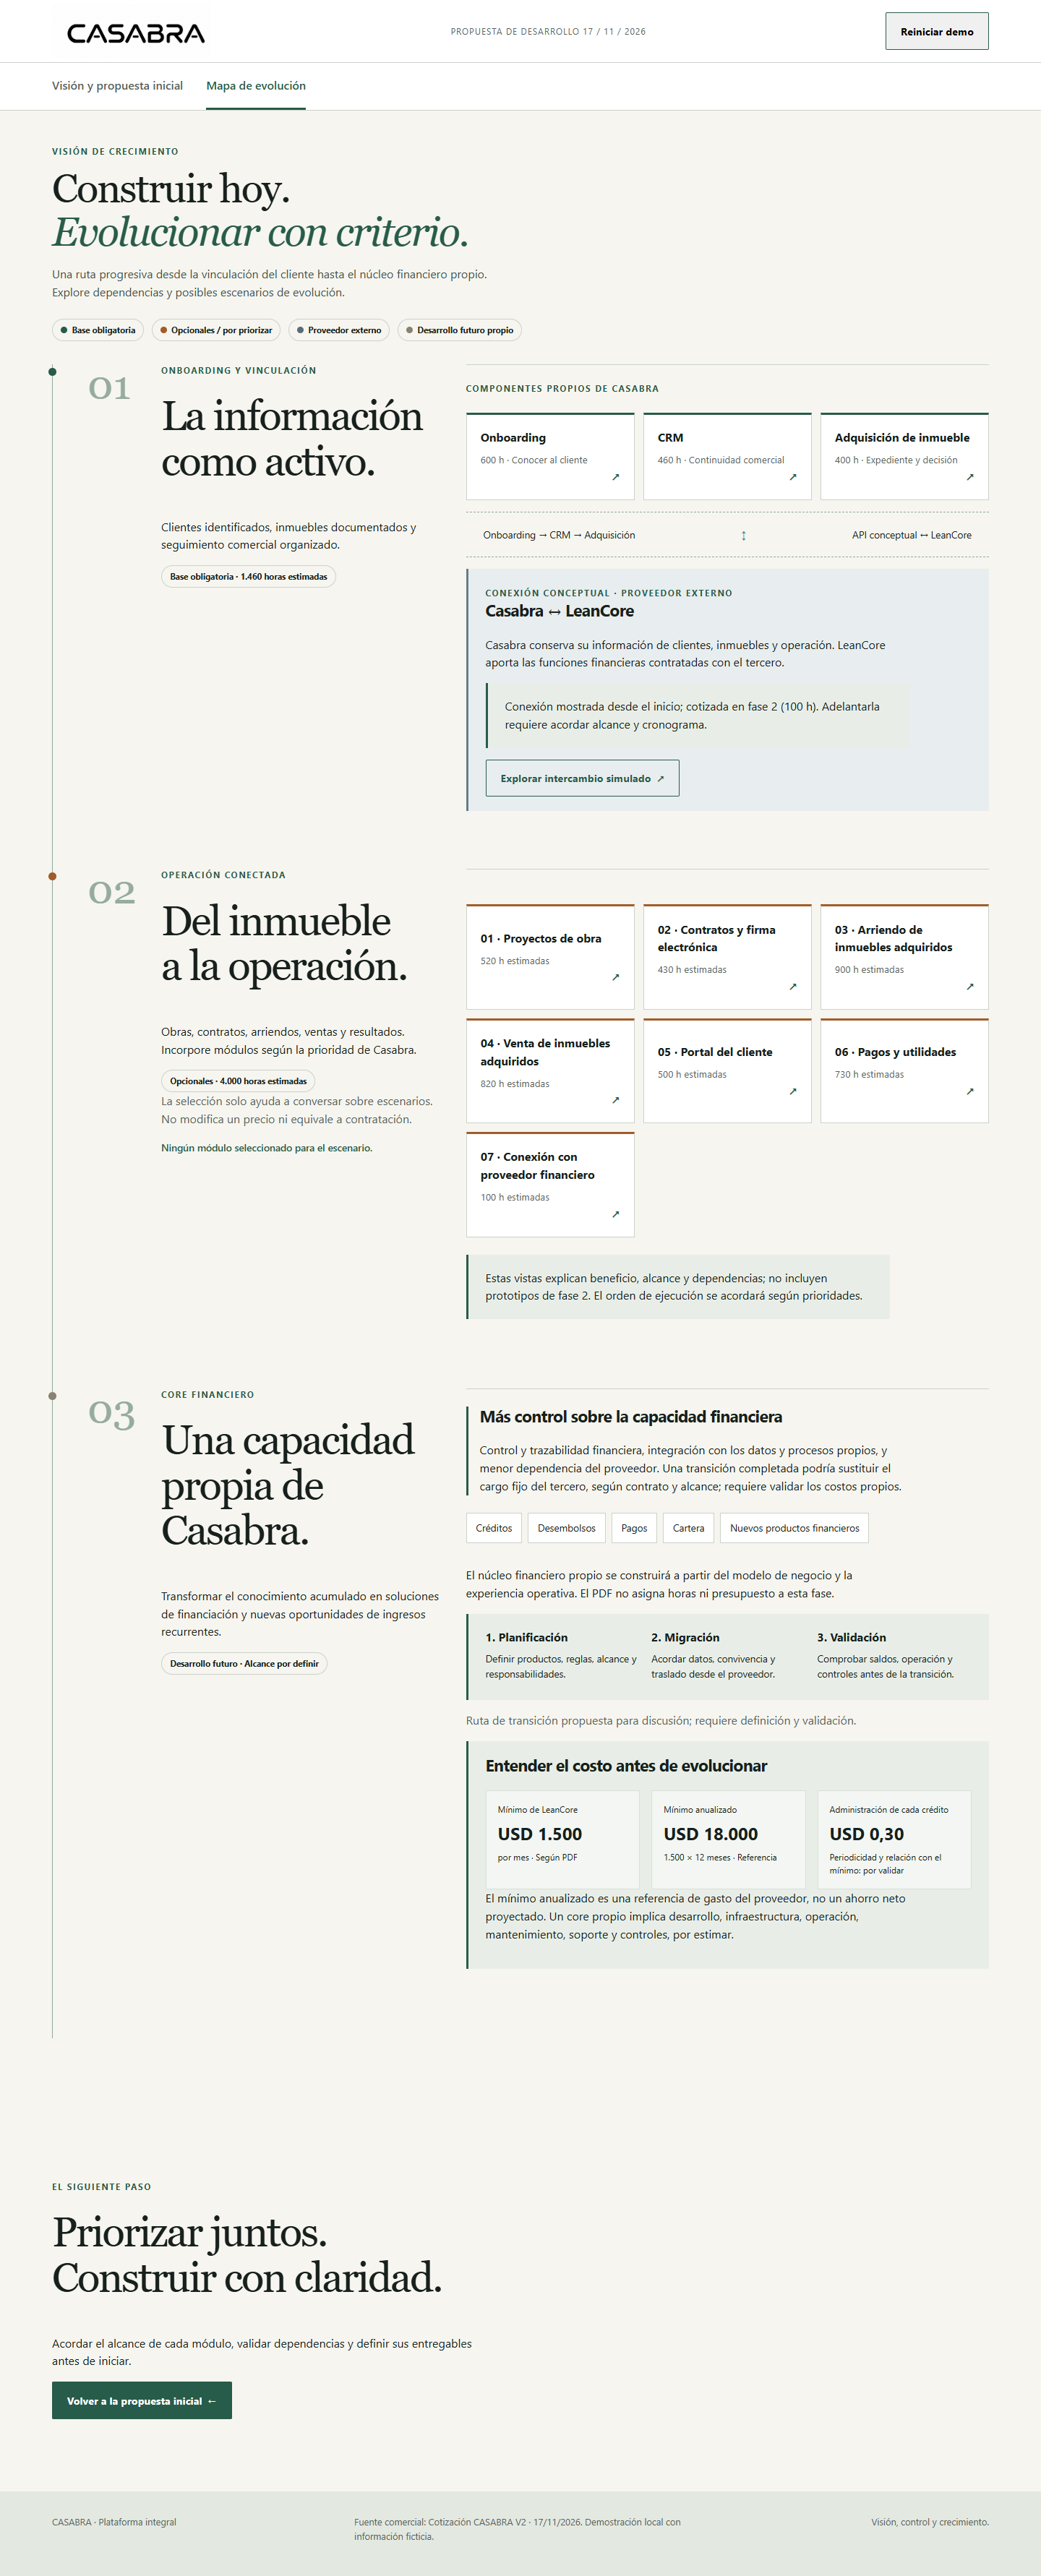 CASABRA
PROPUESTA DE DESARROLLO 17 / 11 / 2026
Reiniciar demo
Visión y propuesta inicial
Mapa de evolución
VISIÓN DE CRECIMIENTO
Construir hoy.
Evolucionar con criterio.
Una ruta progresiva desde la vinculación del cliente hasta el núcleo financiero propio.
Explore dependencias y posibles escenarios de evolución.
Base obligatoria
Opcionales / por priorizar
Proveedor externo
Desarrollo futuro propio
01
ONBOARDING Y VINCULACIÓN
La información
como activo.
Clientes identificados, inmuebles documentados y
seguimiento comercial organizado.
Base obligatoria · 1.460 horas estimadas
COMPONENTES PROPIOS DE CASABRA
Onboarding
600 h · Conocer al cliente
↗
CRM
460 h · Continuidad comercial
↗
Adquisición de inmueble
400 h · Expediente y decisión
↗
Onboarding → CRM → Adquisición
↕
API conceptual ↔ LeanCore
CONEXIÓN CONCEPTUAL · PROVEEDOR EXTERNO
Casabra ↔ LeanCore
Casabra conserva su información de clientes, inmuebles y operación. LeanCore
aporta las funciones financieras contratadas con el tercero.
Conexión mostrada desde el inicio; cotizada en fase 2 (100 h). Adelantarla
requiere acordar alcance y cronograma.
Explorar intercambio simulado ↗
02
OPERACIÓN CONECTADA
Del inmueble
a la operación.
Obras, contratos, arriendos, ventas y resultados.
Incorpore módulos según la prioridad de Casabra.
Opcionales · 4.000 horas estimadas
La selección solo ayuda a conversar sobre escenarios.
No modifica un precio ni equivale a contratación.
Ningún módulo seleccionado para el escenario.
01 · Proyectos de obra
520 h estimadas
↗
02 · Contratos y firma
electrónica
430 h estimadas
↗
03 · Arriendo de
inmuebles adquiridos
900 h estimadas
↗
04 · Venta de inmuebles
adquiridos
820 h estimadas
↗
05 · Portal del cliente
500 h estimadas
↗
06 · Pagos y utilidades
730 h estimadas
↗
07 · Conexión con
proveedor financiero
100 h estimadas
↗
Estas vistas explican beneficio, alcance y dependencias; no incluyen
prototipos de fase 2. El orden de ejecución se acordará según prioridades.
03
CORE FINANCIERO
Una capacidad
propia de
Casabra.
Transformar el conocimiento acumulado en soluciones
de financiación y nuevas oportunidades de ingresos
recurrentes.
Desarrollo futuro · Alcance por definir
Más control sobre la capacidad financiera
Control y trazabilidad financiera, integración con los datos y procesos propios, y
menor dependencia del proveedor. Una transición completada podría sustituir el
cargo fijo del tercero, según contrato y alcance; requiere validar los costos propios.
Créditos
Desembolsos
Pagos
Cartera
Nuevos productos financieros
El núcleo financiero propio se construirá a partir del modelo de negocio y la
experiencia operativa. El PDF no asigna horas ni presupuesto a esta fase.
1. Planificación
Definir productos, reglas, alcance y
responsabilidades.
2. Migración
Acordar datos, convivencia y
traslado desde el proveedor.
3. Validación
Comprobar saldos, operación y
controles antes de la transición.
Ruta de transición propuesta para discusión; requiere definición y validación.
Entender el costo antes de evolucionar
Mínimo de LeanCore
USD 1.500
por mes · Según PDF
Mínimo anualizado
USD 18.000
1.500 × 12 meses · Referencia
Administración de cada crédito
USD 0,30
Periodicidad y relación con el
mínimo: por validar
El mínimo anualizado es una referencia de gasto del proveedor, no un ahorro neto
proyectado. Un core propio implica desarrollo, infraestructura, operación,
mantenimiento, soporte y controles, por estimar.
EL SIGUIENTE PASO
Priorizar juntos.
Construir con claridad.
Acordar el alcance de cada módulo, validar dependencias y definir sus entregables
antes de iniciar.
Volver a la propuesta inicial ←
CASABRA · Plataforma integral
Fuente comercial: Cotización CASABRA V2 · 17/11/2026. Demostración local con
información ficticia.
Visión, control y crecimiento.